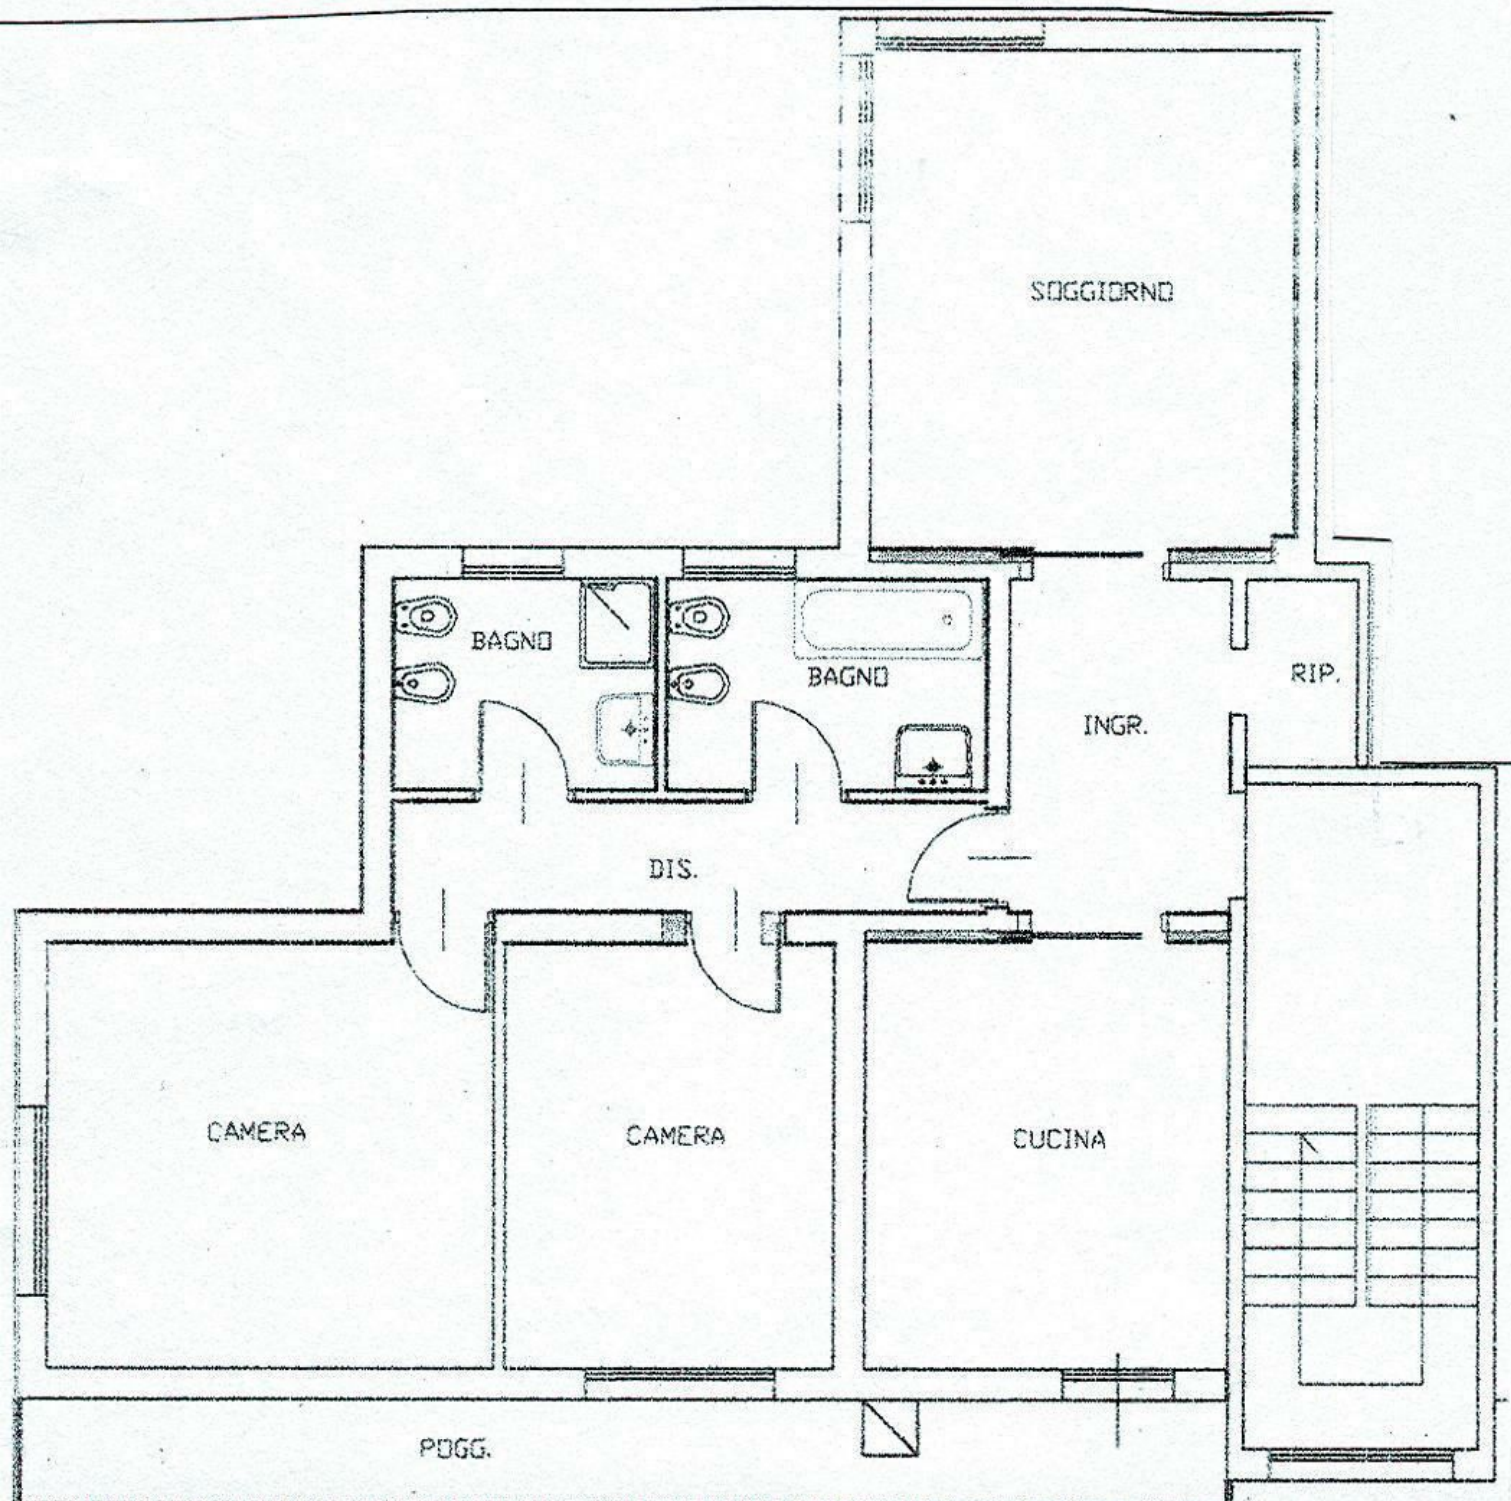 SOGGIORNO
BAGNO
BAGNO
RIP.
INGR.
DIS.
CAMERA
CAMERA
CUCINA
POGG.